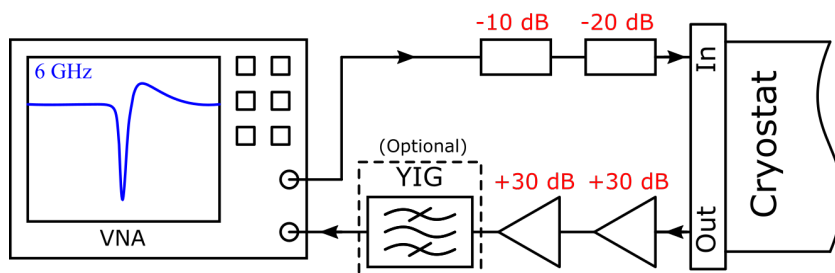 6 GHz
VNA
-10 dB
-20 dB
In
Cryostat
(Optional)
YIG
+30 dB
+30 dB
Out